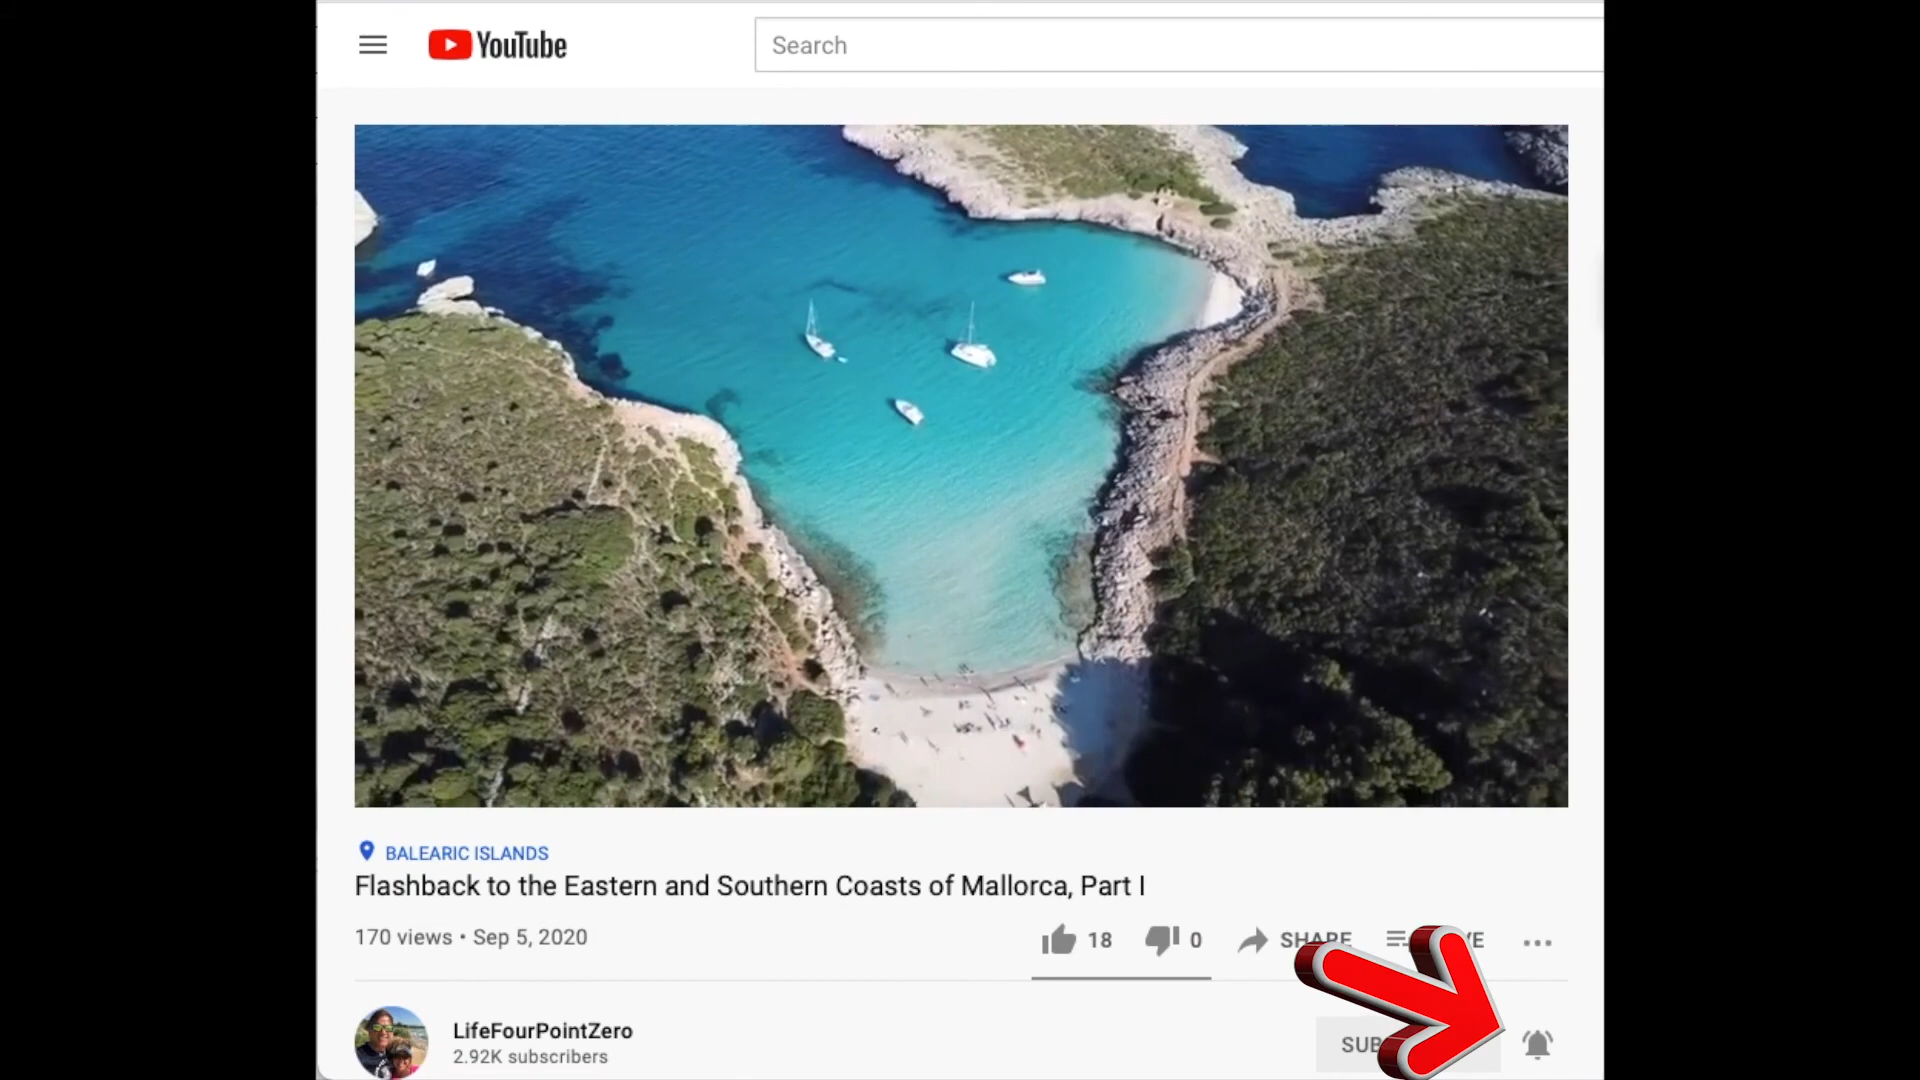 YouTube
Search
BALEARIC ISLANDS
Flashback to the Eastern and Southern Coasts of Mallorca, Part I
170 views • Sep 5, 2020
18 0 SHARE
LifeFourPointZero
2.92K subscribers